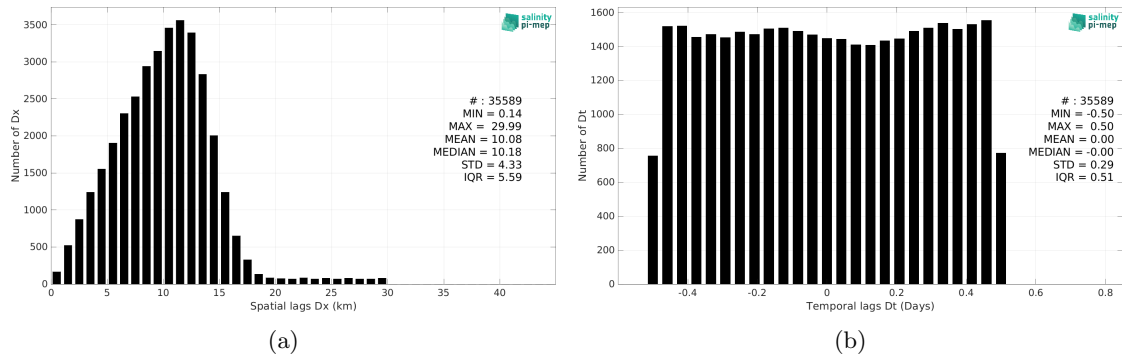 3500
3000
2500
2000
1500
1000
500
0
Number of Dx
0 5 10 15 20 25 30 35 40
Spatial lags Dx (km)
salinity
pi-mep
# : 35589
MIN = 0.14
MAX = 29.99
MEAN = 10.08
MEDIAN = 10.18
STD = 4.33
IQR = 5.59
(a)
1600
1400
1200
1000
800
600
400
200
0
Number of Dt
-0.4 -0.2 0 0.2 0.4 0.6 0.8
Temporal lags Dt (Days)
salinity
pi-mep
# : 35589
MIN = -0.50
MAX = 0.50
MEAN = 0.00
MEDIAN = -0.00
STD = 0.29
IQR = 0.51
(b)